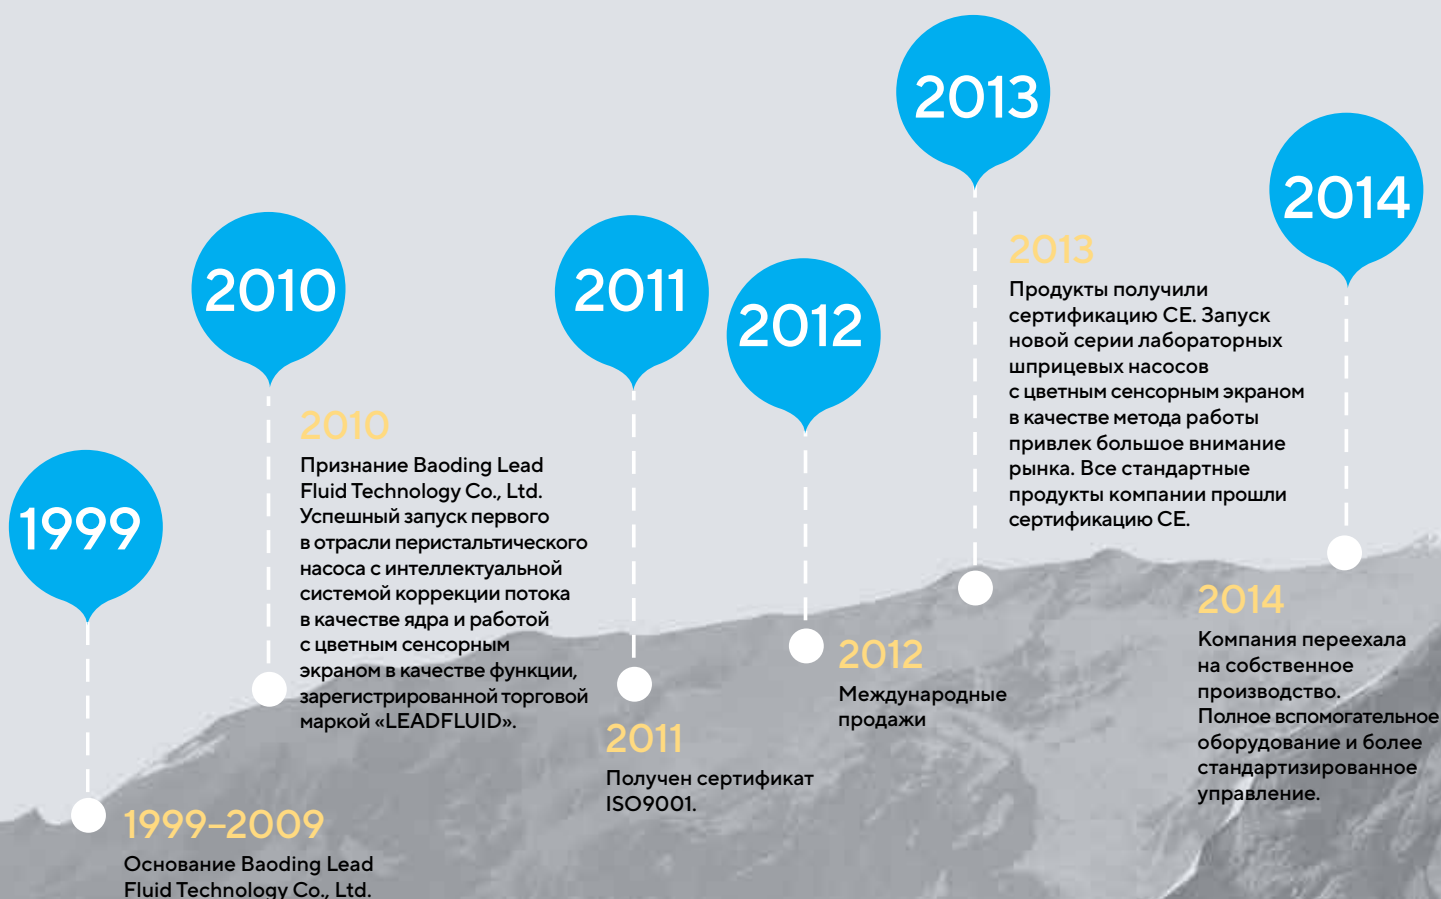 1999
1999–2009
Основание Baoding Lead
Fluid Technology Co., Ltd.
2010
2010
Признание Baoding Lead
Fluid Technology Co., Ltd.
Успешный запуск первого
в отрасли перистальтического
насоса с интеллектуальной
системой коррекции потока
в качестве ядра и работой
с цветным сенсорным
экраном в качестве функции,
зарегистрированной торговой
маркой «LEADFLUID».
2011
2011
Получен сертификат
ISO9001.
2012
2012
Международные
продажи
2013
2013
Продукты получили
сертификацию CE. Запуск
новой серии лабораторных
шприцевых насосов
с цветным сенсорным экраном
в качестве метода работы
привлек большое внимание
рынка. Все стандартные
продукты компании прошли
сертификацию CE.
2014
2014
Компания переехала
на собственное
производство.
Полное вспомогательное
оборудование и более
стандартизированное
управление.